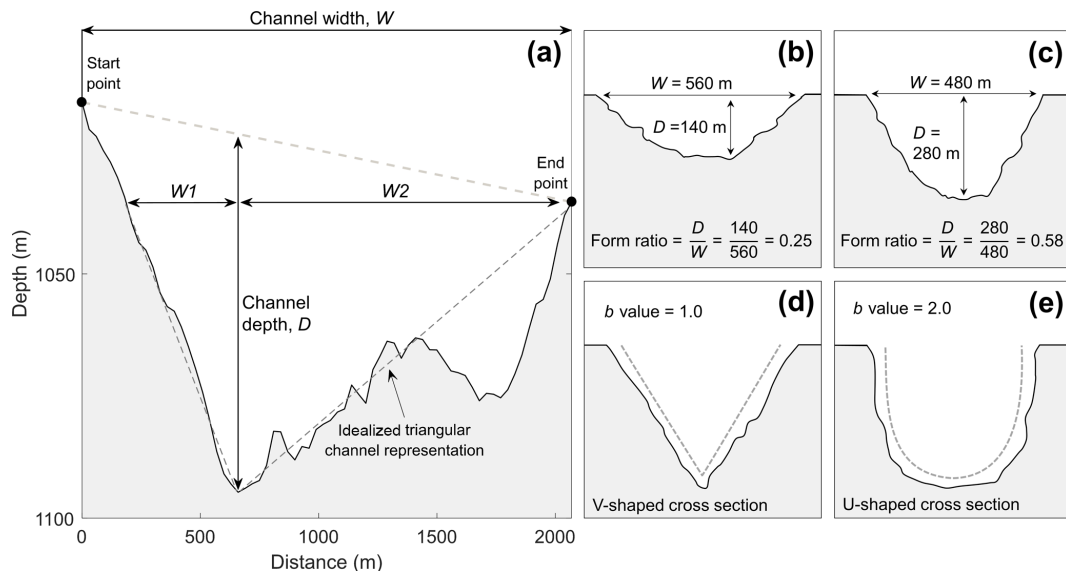 Channel width, W
(a)
Start
point
End
point
W1
W2
Channel
depth, D
Idealized triangular
channel representation
Depth (m)
1050
1100
0
500
1000
1500
2000
Distance (m)
(b)
W = 560 m
D = 140 m
Form ratio = D/W = 140/560 = 0.25
(c)
W = 480 m
D =
280 m
Form ratio = D/W = 280/480 = 0.58
(d)
b value = 1.0
V-shaped cross section
(e)
b value = 2.0
U-shaped cross section